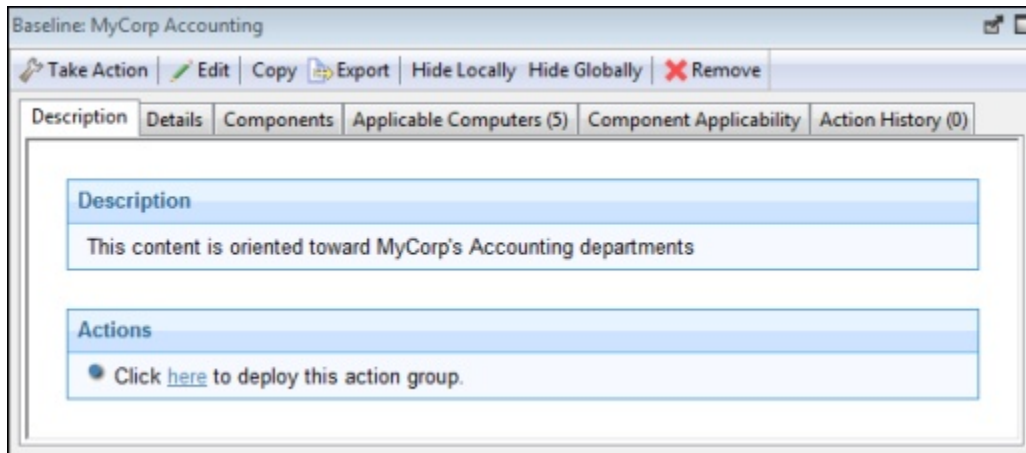 Baseline: MyCorp Accounting
Take Action Edit Copy Export Hide Locally Hide Globally Remove
Description Details Components Applicable Computers (5) Component Applicability Action History (0)
Description
This content is oriented toward MyCorp's Accounting departments
Actions
Click here to deploy this action group.